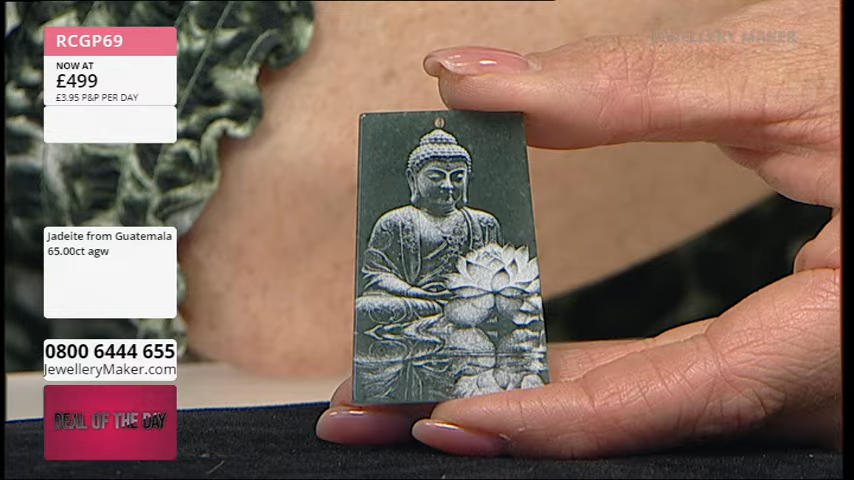 RCGP69
NOW AT
£499
£3.95 P&P PER DAY
Jadeite from Guatemala
65.00ct agw
0800 6444 655
JewelleryMaker.com
DEAL OF THE DAY
JEWELLERY MAKER